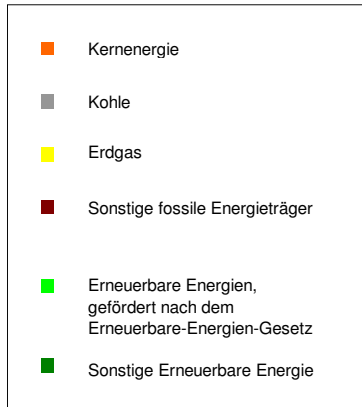 Kernenergie
Kohle
Erdgas
Sonstige fossile Energieträger
Erneuerbare Energien,
gefördert nach dem
Erneuerbare-Energien-Gesetz
Sonstige Erneuerbare Energie